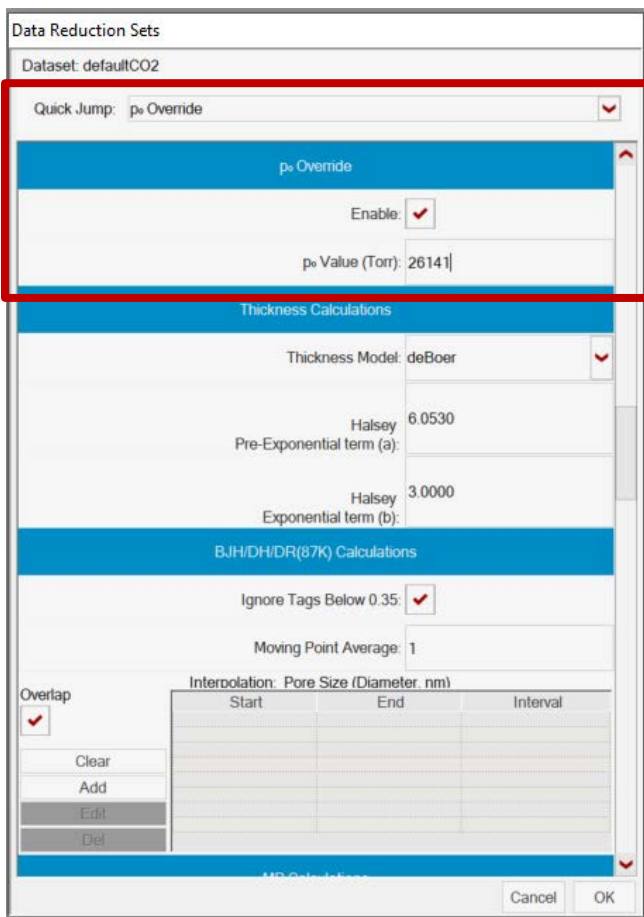 Data Reduction Sets
Dataset: defaultCO2
Quick Jump: p₀ Override
p₀ Override
Enable:
p₀ Value (Torr): 26141
Thickness Calculations
Thickness Model: deBoer
Halsey 6.0530
Pre-Exponential term (a):
Halsey 3.0000
Exponential term (b):
BJH/DH/DR(87K) Calculations
Ignore Tags Below 0.35:
Moving Point Average: 1
Interpolation: Pore Size (Diameter, nm)
Overlap
Start End Interval
Clear
Add
Edit
Del
Calculations
Cancel OK